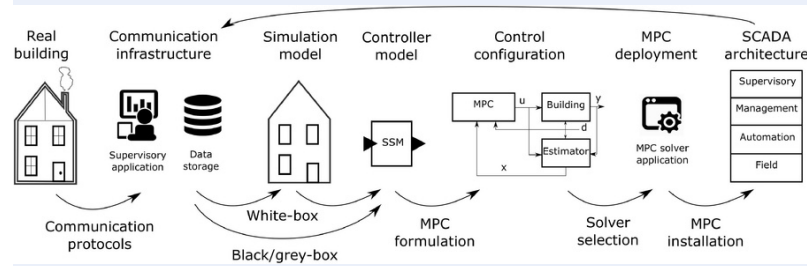 Real
building
Communication
infrastructure
Simulation
model
Controller
model
Control
configuration
MPC
deployment
SCADA
architecture
Supervisory
application
Data
storage
SSM
MPC
u
Building
y
d
Estimator
x
MPC solver
application
Supervisory
Management
Automation
Field
Communication
protocols
White-box
Black/grey-box
MPC
formulation
Solver
selection
MPC
installation